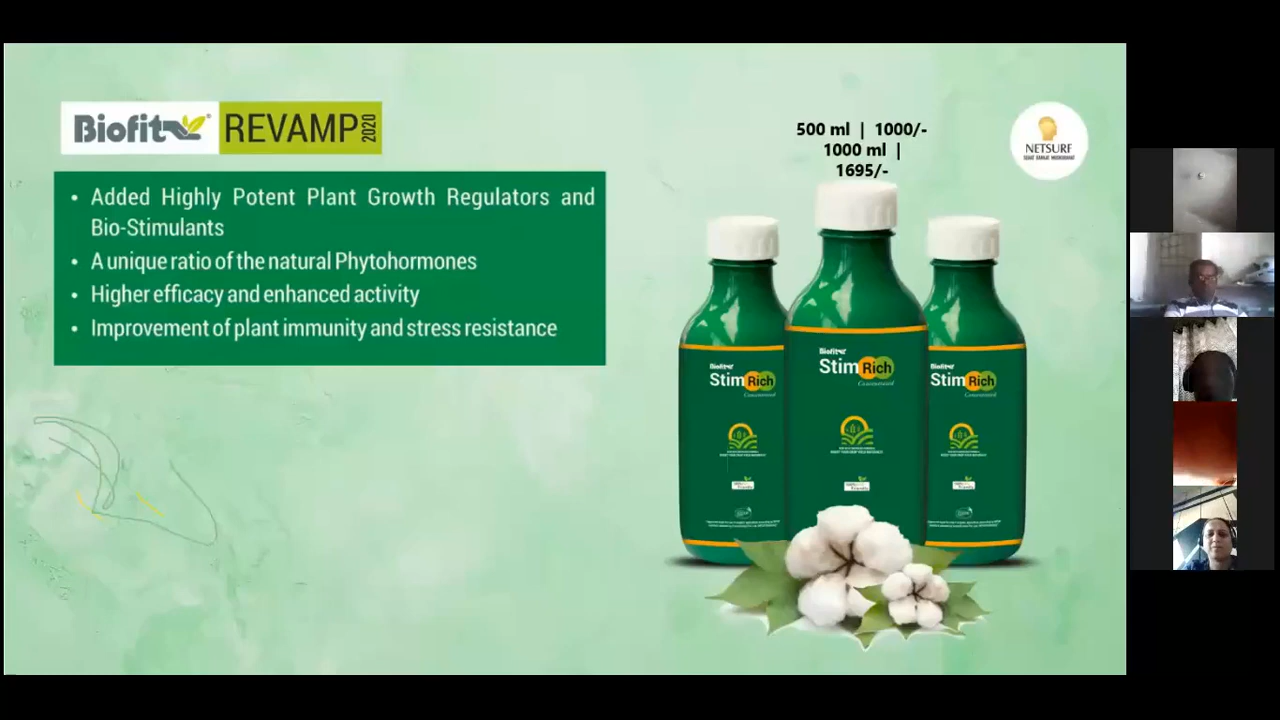 Biofit REVAMP 2020
• Added Highly Potent Plant Growth Regulators and
Bio-Stimulants
• A unique ratio of the natural Phytohormones
• Higher efficacy and enhanced activity
• Improvement of plant immunity and stress resistance
500 ml | 1000/-
1000 ml |
1695/-
NETSURF
Biofit
StimRich
Concentrated
Biofit
StimRich
Concentrated
Biofit
StimRich
Concentrated